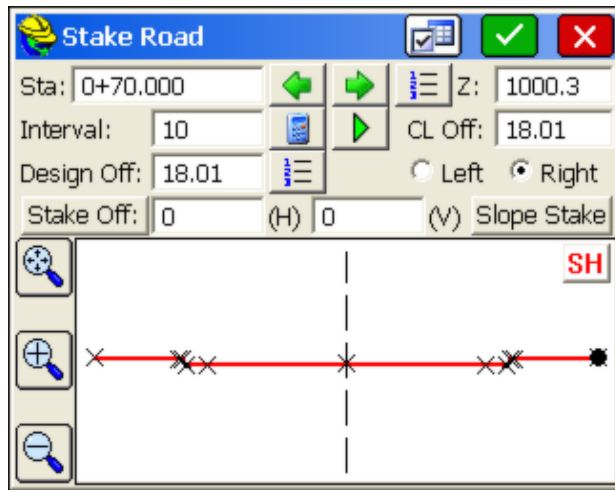 Stake Road
Sta: 0+70.000 Z: 1000.3
Interval: 10 CL Off: 18.01
Design Off: 18.01 Left Right
Stake Off: 0 (H) 0 (V) Slope Stake
SH